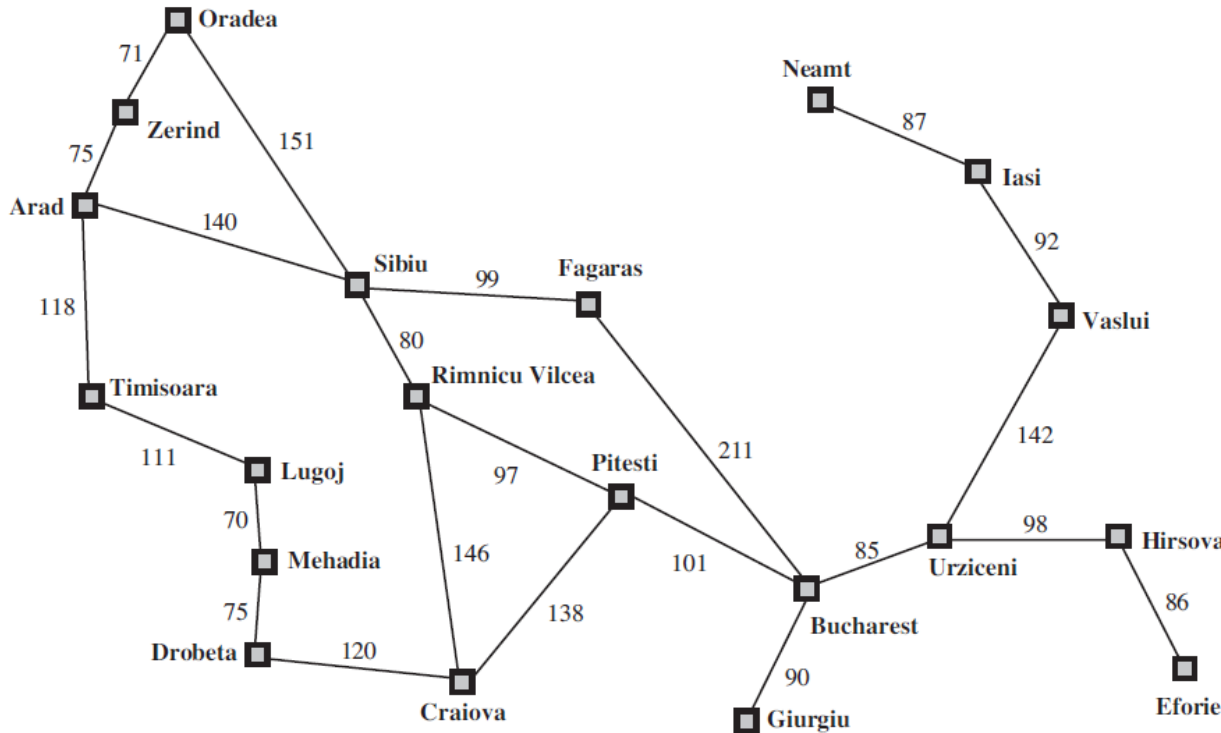 Oradea
71
Neamt
87
Zerind
151
75
Iasi
Arad
140
92
Sibiu
Fagaras
99
118
Vaslui
80
Timisoara
Rimnicu Vilcea
142
211
111
Pitesti
Lugoj
97
70
98
Hirsova
146
85
Mehadia
101
Urziceni
86
75
138
Bucharest
Drobeta
120
90
Eforie
Craiova
Giurgiu